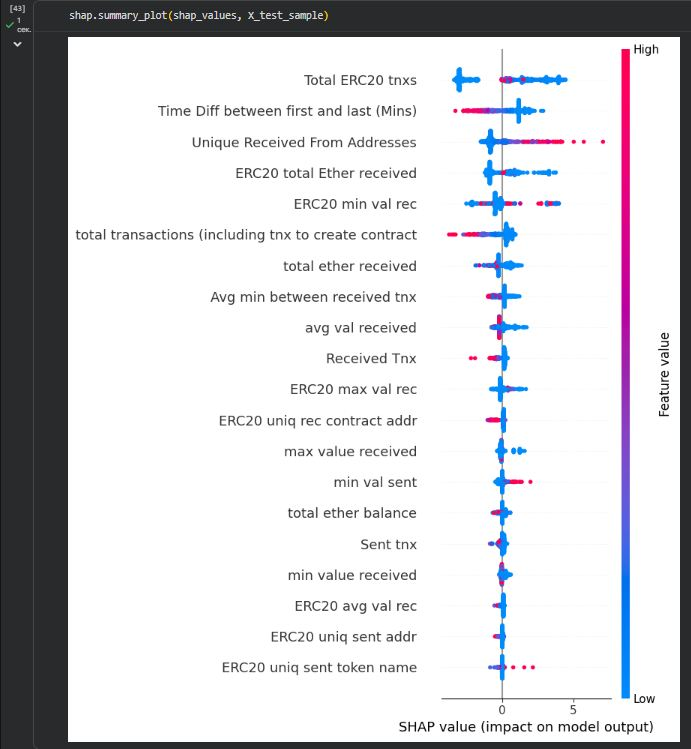 [43]
1
сек.
shap.summary_plot(shap_values, X_test_sample)
High
Total ERC20 tnxs
Time Diff between first and last (Mins)
Unique Received From Addresses
ERC20 total Ether received
ERC20 min val rec
total transactions (including tnx to create contract
total ether received
Avg min between received tnx
avg val received
Received Tnx
ERC20 max val rec
ERC20 uniq rec contract addr
max value received
min val sent
total ether balance
Sent tnx
min value received
ERC20 avg val rec
ERC20 uniq sent addr
ERC20 uniq sent token name
Feature value
Low
0 5
SHAP value (impact on model output)